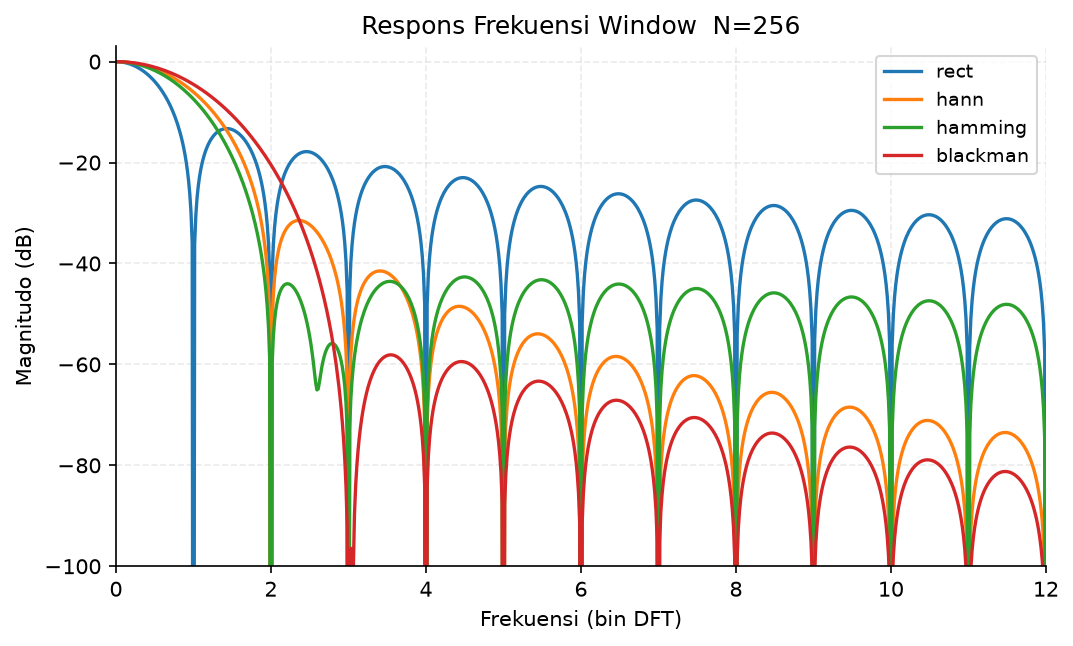 Respons Frekuensi Window  N=256
rect
hann
hamming
blackman
Magnitudo (dB)
0
−20
−40
−60
−80
−100
0 2 4 6 8 10 12
Frekuensi (bin DFT)